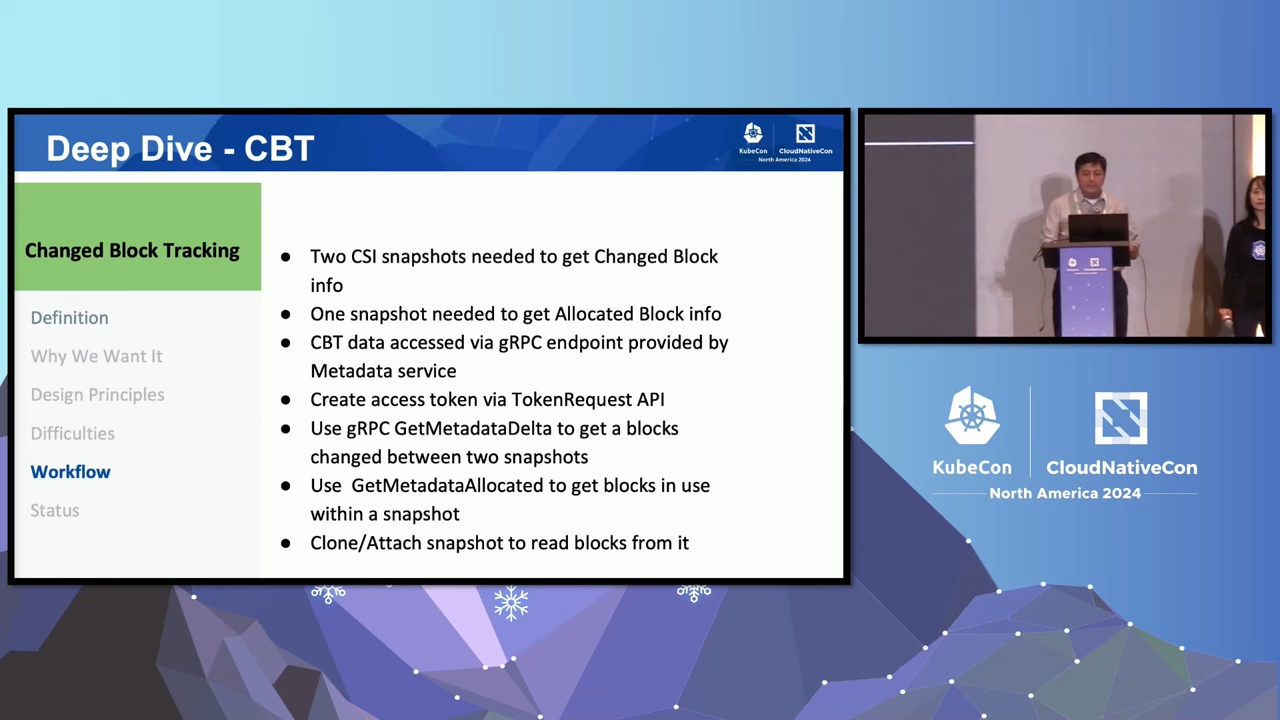 Deep Dive - CBT
KubeCon
CloudNativeCon
North America 2024
Changed Block Tracking
Definition
Why We Want It
Design Principles
Difficulties
Workflow
Status
● Two CSI snapshots needed to get Changed Block
info
● One snapshot needed to get Allocated Block info
● CBT data accessed via gRPC endpoint provided by
Metadata service
● Create access token via TokenRequest API
● Use gRPC GetMetadataDelta to get a blocks
changed between two snapshots
● Use GetMetadataAllocated to get blocks in use
within a snapshot
● Clone/Attach snapshot to read blocks from it
KubeCon
CloudNativeCon
North America 2024